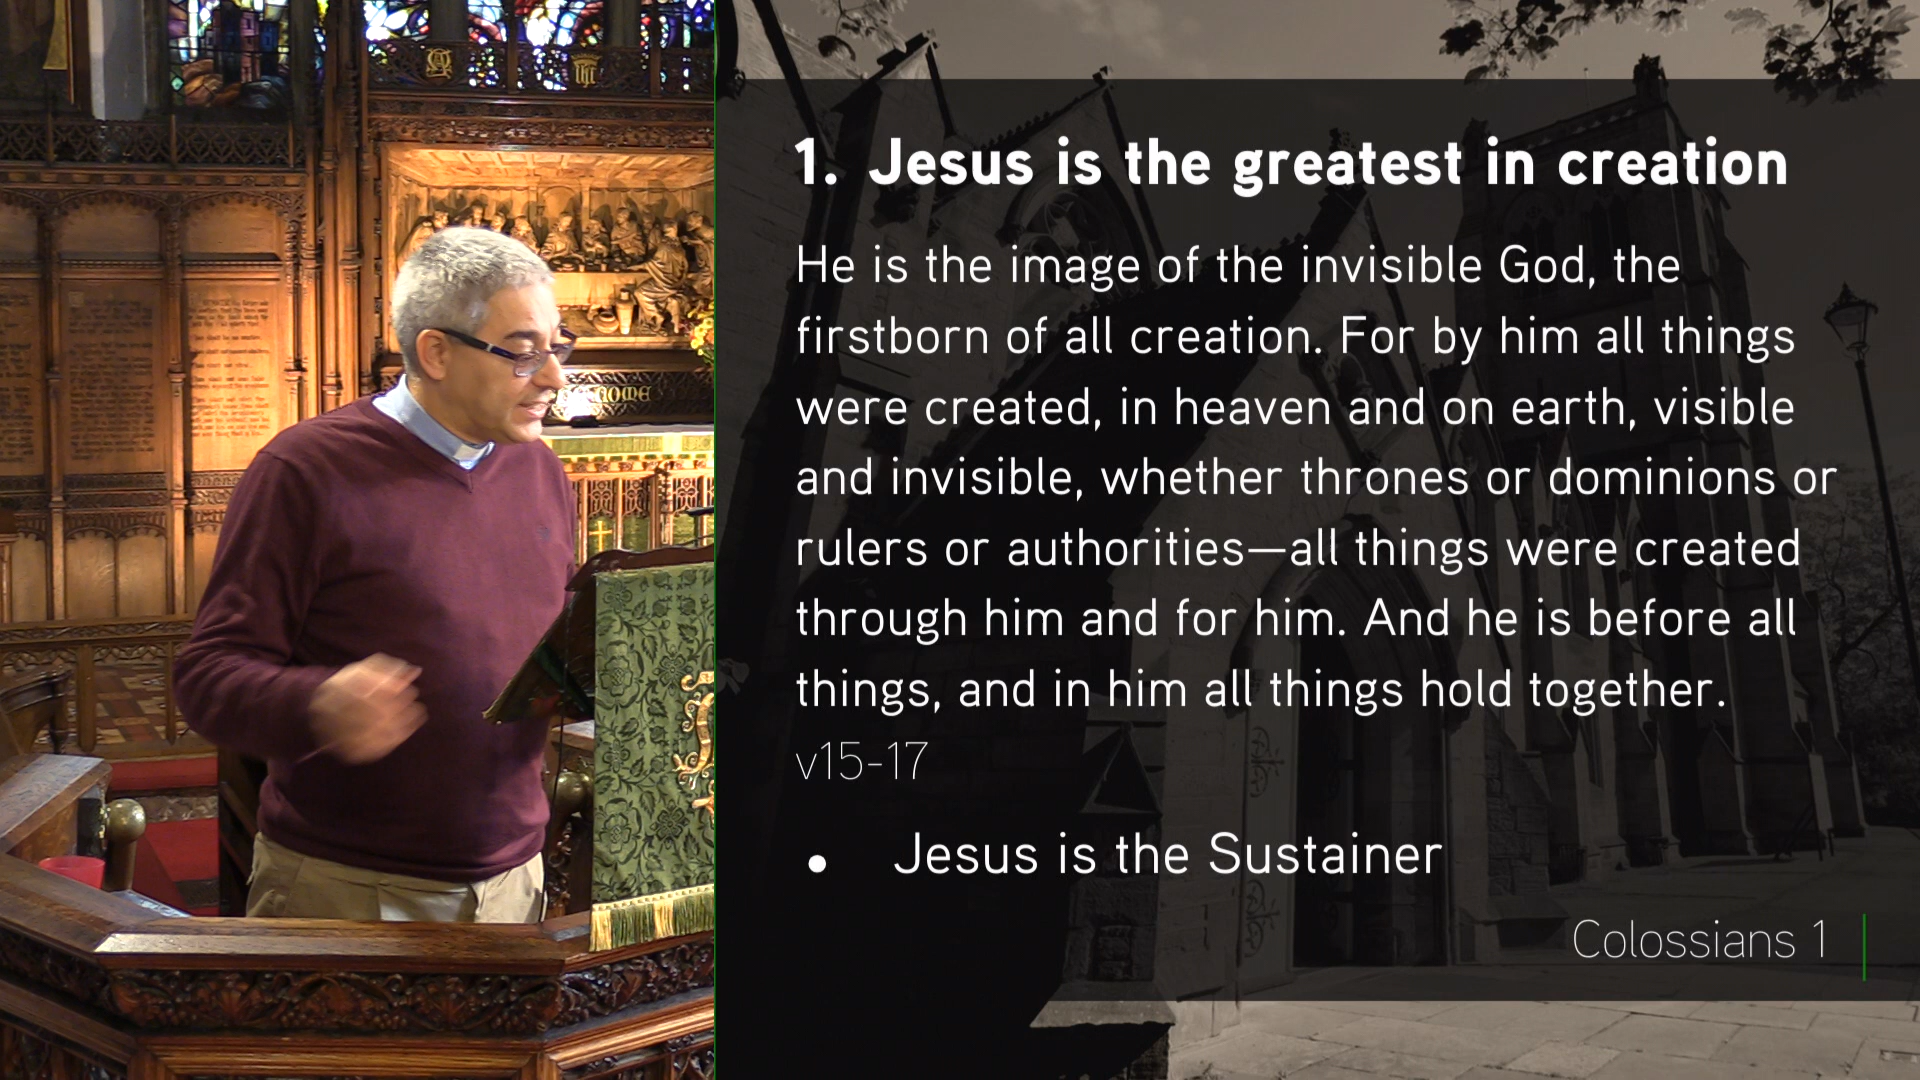 HOME
1. Jesus is the greatest in creation
He is the image of the invisible God, the
firstborn of all creation. For by him all things
were created, in heaven and on earth, visible
and invisible, whether thrones or dominions or
rulers or authorities—all things were created
through him and for him. And he is before all
things, and in him all things hold together.
v15-17
• Jesus is the Sustainer
Colossians 1